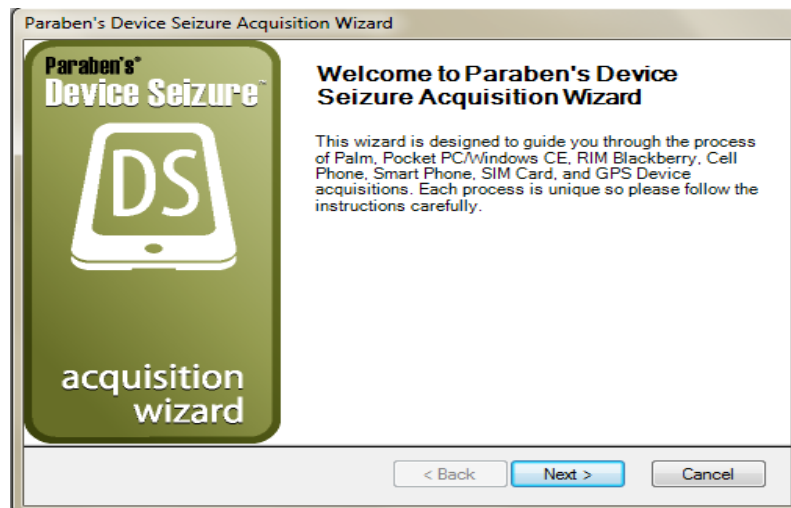 Paraben's Device Seizure Acquisition Wizard
Paraben's®
Device Seizure™
DS
acquisition
wizard
Welcome to Paraben's Device
Seizure Acquisition Wizard
This wizard is designed to guide you through the process
of Palm, Pocket PC/Windows CE, RIM Blackberry, Cell
Phone, Smart Phone, SIM Card, and GPS Device
acquisitions. Each process is unique so please follow the
instructions carefully.
< Back
Next >
Cancel